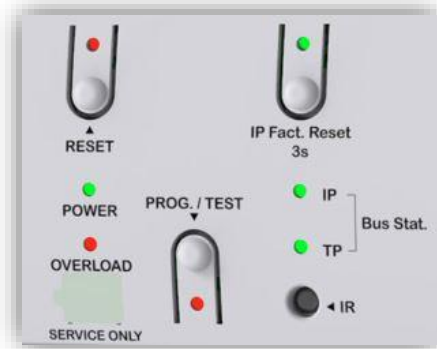 RESET
IP Fact. Reset
3s
POWER
PROG. / TEST
IP
Bus Stat.
OVERLOAD
TP
IR
SERVICE ONLY